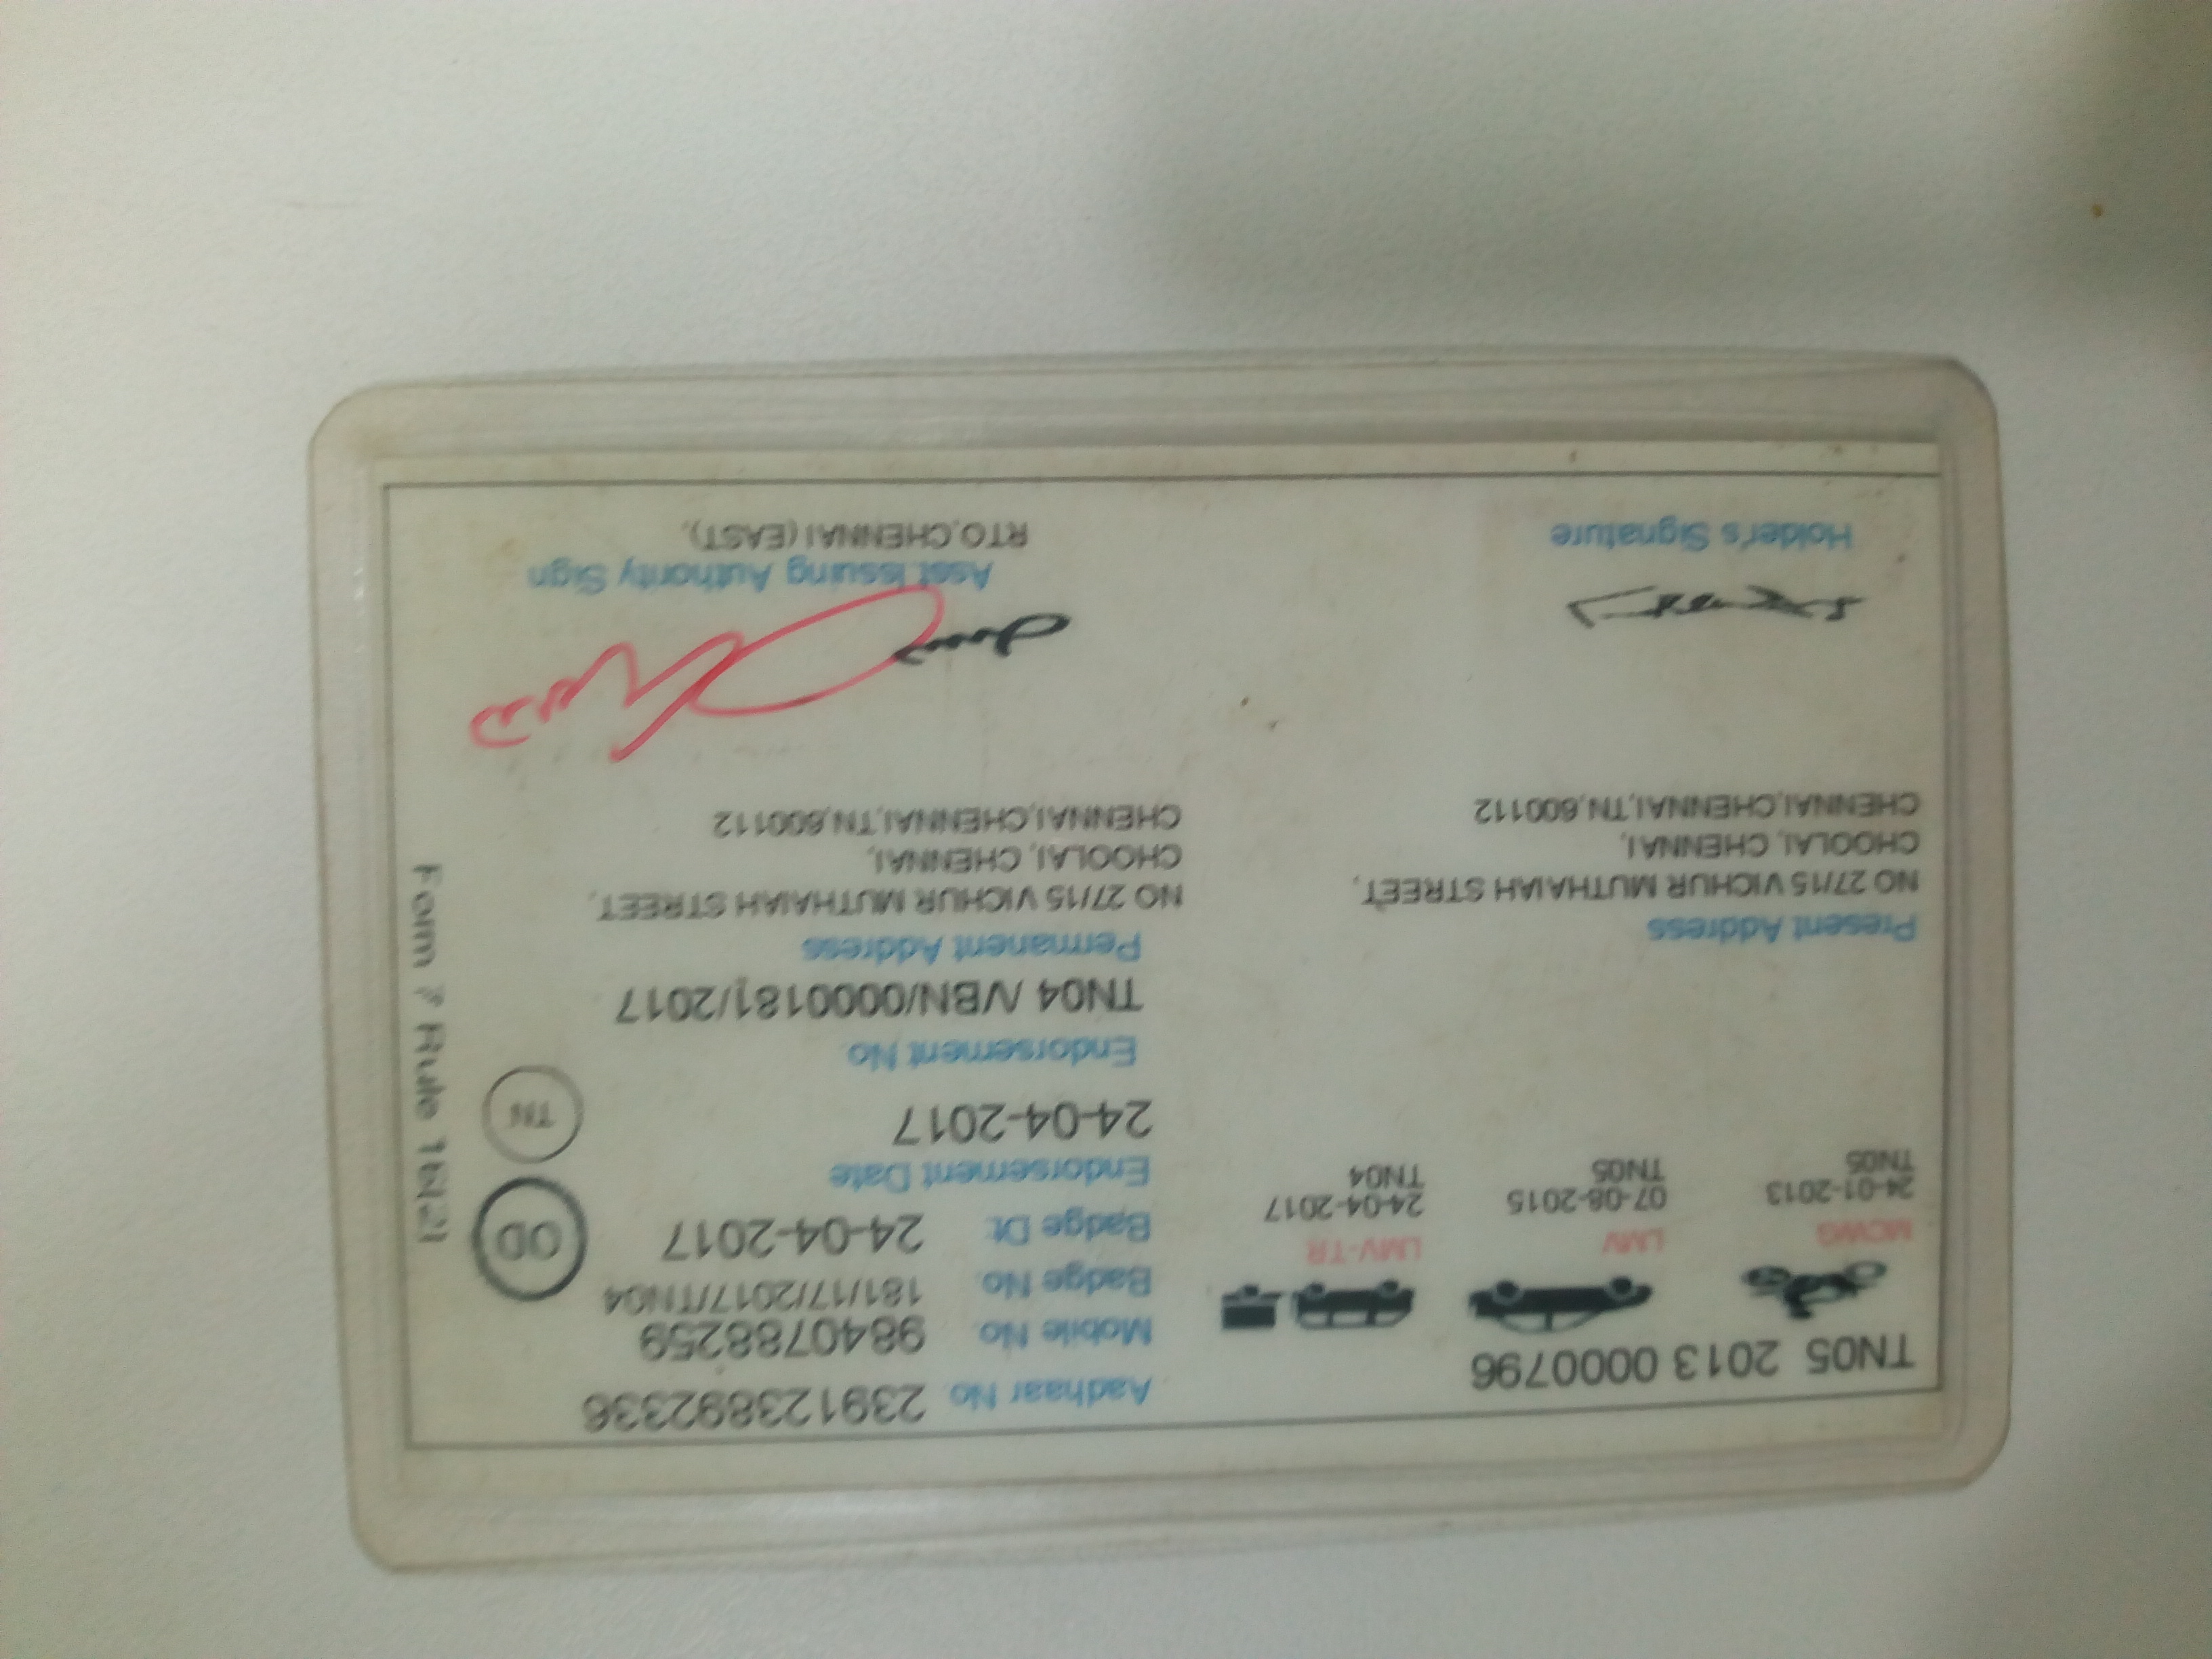 TN05 2013 0000796
MCWG
24-01-2013
TN05
LMV
07-08-2015
TN05
LMV-TR
24-04-2017
TN04
Aadhaar No 239123892336
Mobile No. 9840788259
Badge No. 181/17/2017/TN04
Badge Dt. 24-04-2017
Endorsement Date
24-04-2017
Endorsement No
TN04 /VBN/0000181/2017
OD
TN
Form 7 Rule 16(2)
Present Address
NO 27/15 VICHUR MUTHAIAH STREET,
CHOOLAI, CHENNAI,
CHENNAI,CHENNAI,TN,600112
Permanent Address
NO 27/15 VICHUR MUTHAIAH STREET,
CHOOLAI, CHENNAI,
CHENNAI,CHENNAI,TN,600112
Holder's Signature
Asst Issuing Authority Sign
RTO,CHENNAI (EAST),